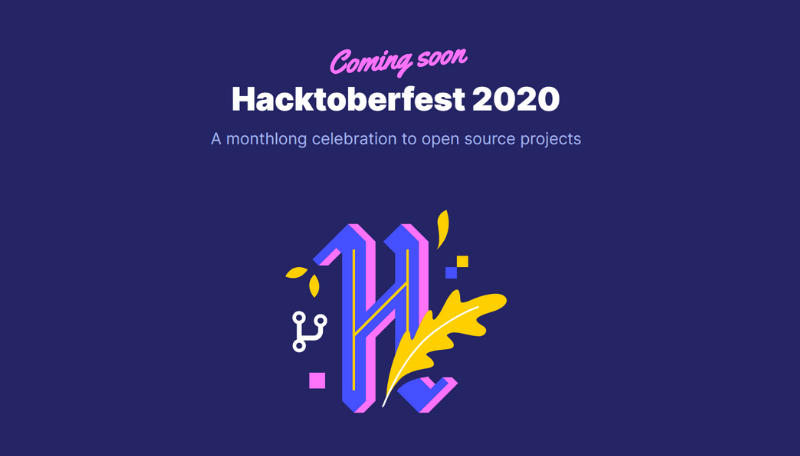 Coming soon
Hacktoberfest 2020
A monthlong celebration to open source projects
H